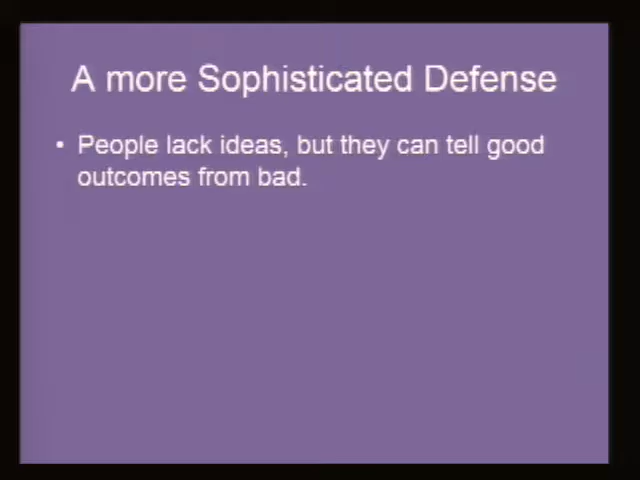 A more Sophisticated Defense
• People lack ideas, but they can tell good
outcomes from bad.